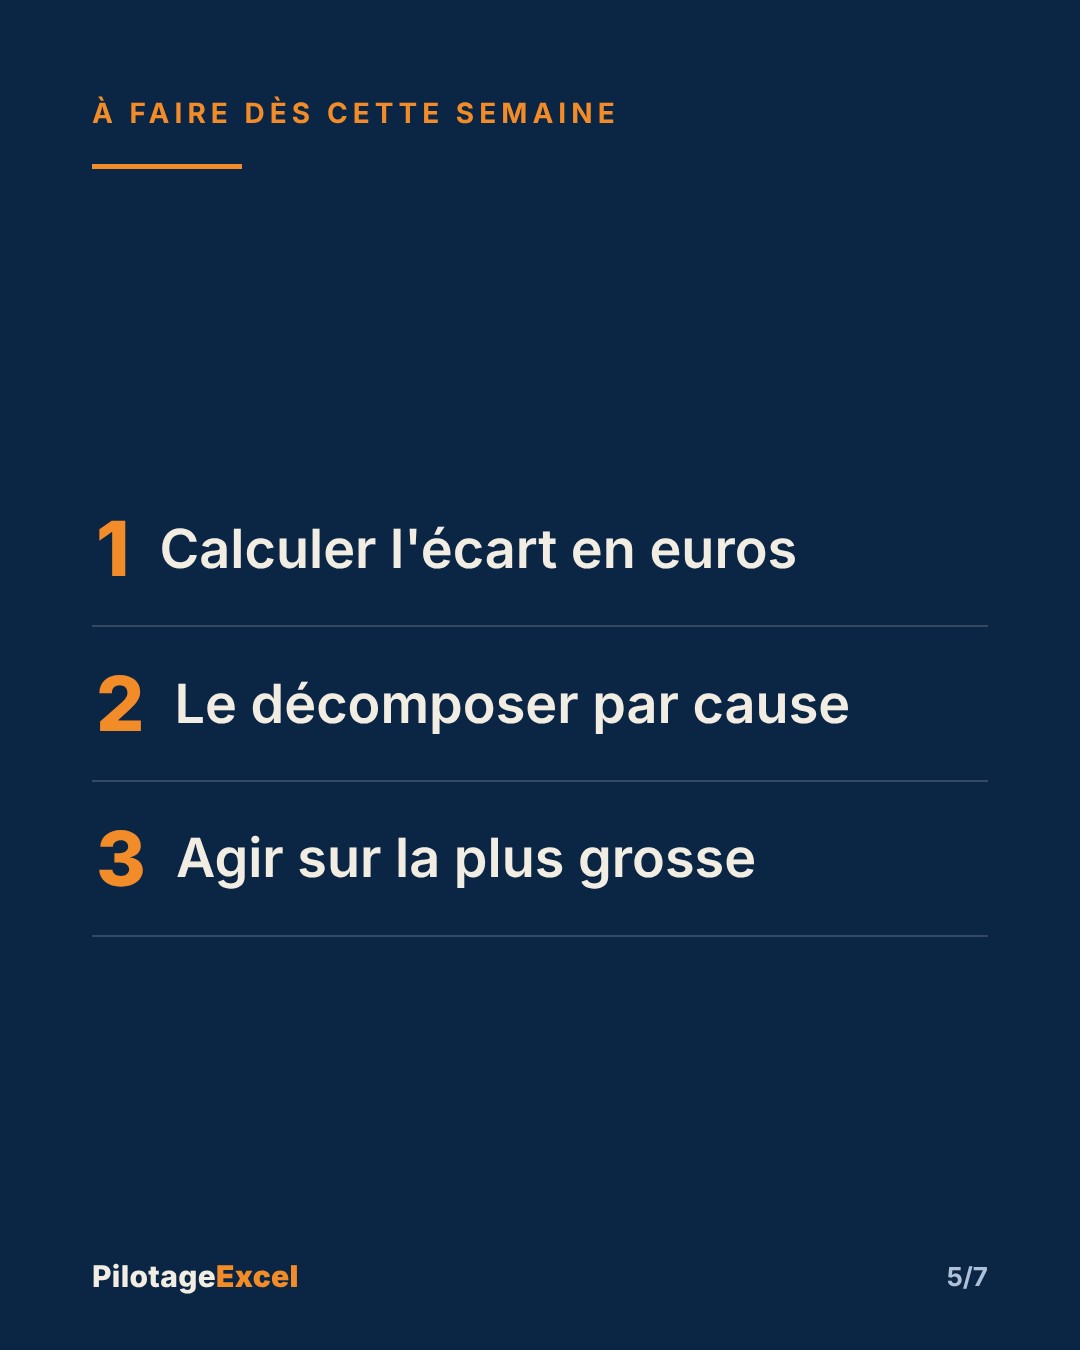 À FAIRE DÈS CETTE SEMAINE
1 Calculer l'écart en euros
2 Le décomposer par cause
3 Agir sur la plus grosse
PilotageExcel
5/7